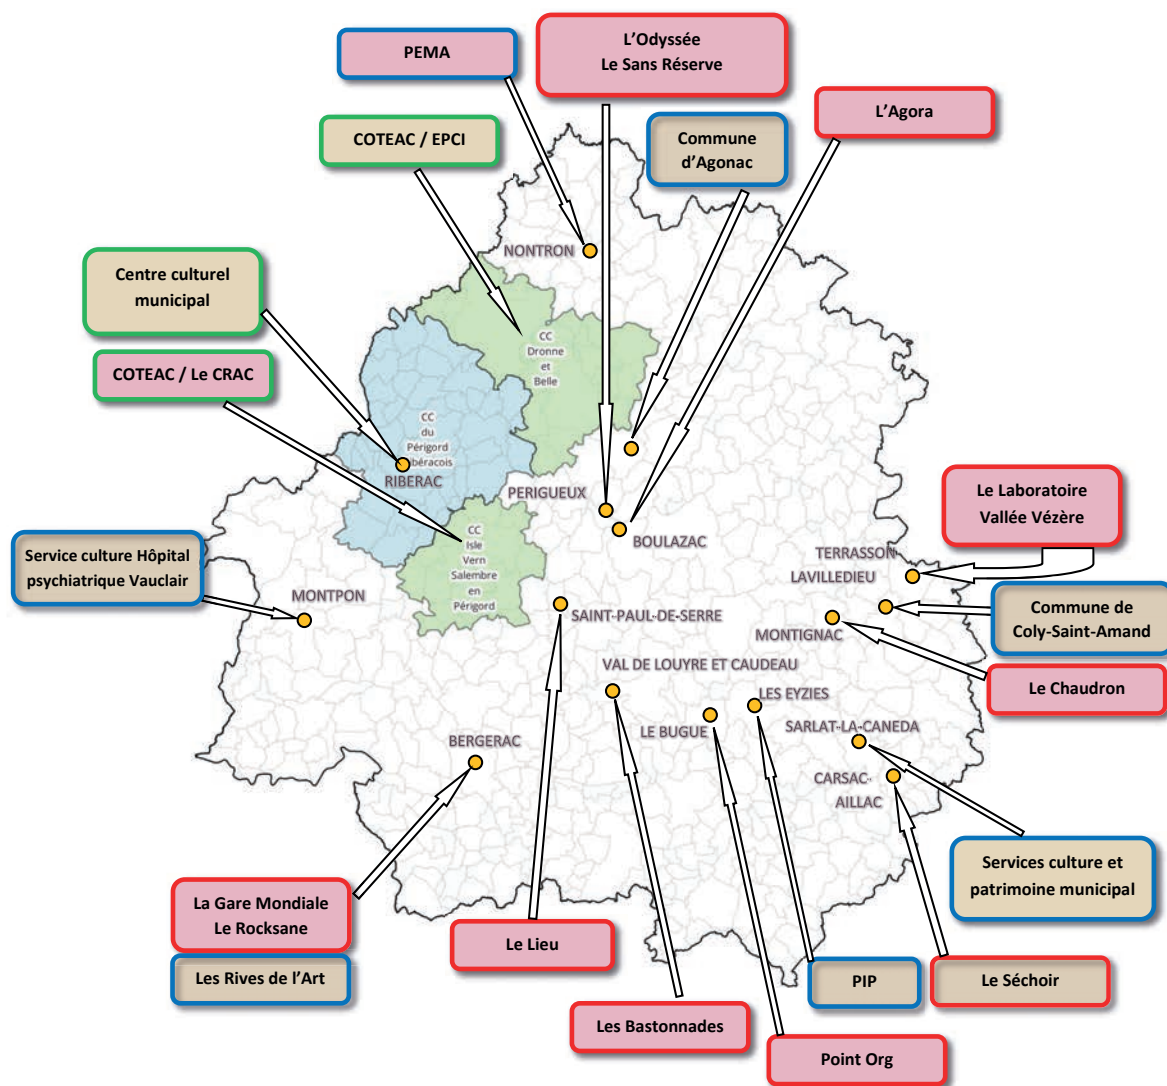 L'Odyssée
Le Sans Réserve
PEMA
L'Agora
COTEAC / EPCI
Commune
d'Agonac
NONTRON
Centre culturel
municipal
CC
Dronne
et
Belle
COTEAC / Le CRAC
CC
du
Périgord
Ribéracois
RIBERAC
PERIGUEUX
BOULAZAC
Le Laboratoire
Vallée Vézère
CC
Isle
Vern
Salembre
en
Périgord
Service culture Hôpital
psychiatrique Vauclair
TERRASSON
LAVILLEDIEU
MONTPON
SAINT-PAUL-DE-SERRE
MONTIGNAC
Commune de
Coly-Saint-Amand
VAL DE LOUYRE ET CAUDEAU
LES EYZIES
Le Chaudron
LE BUGUE
SARLAT-LA-CANEDA
BERGERAC
CARSAC-
AILLAC
Services culture et
patrimoine municipal
La Gare Mondiale
Le Rocksane
Le Lieu
Les Rives de l'Art
PIP
Le Séchoir
Les Bastonnades
Point Org